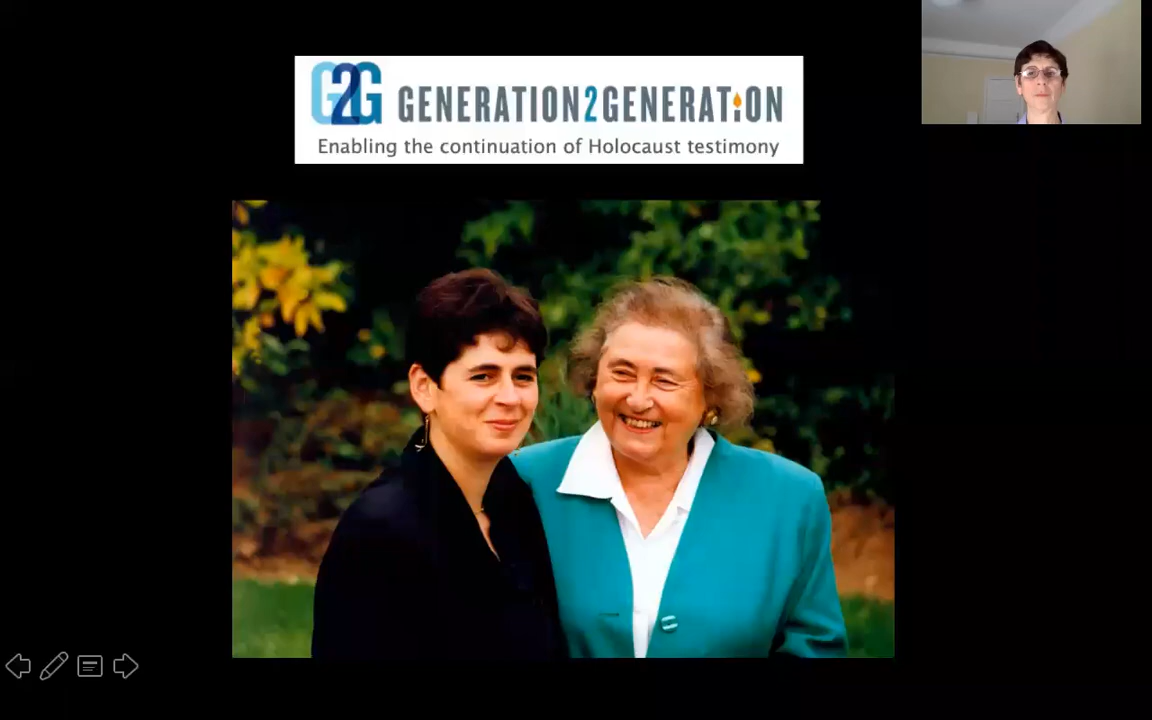 G2G GENERATION2GENERATION
Enabling the continuation of Holocaust testimony